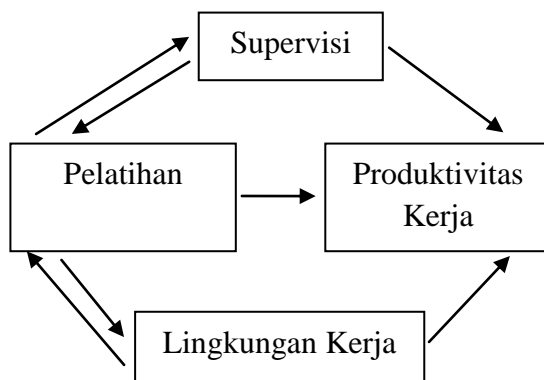 Supervisi
Pelatihan
Produktivitas
Kerja
Lingkungan Kerja